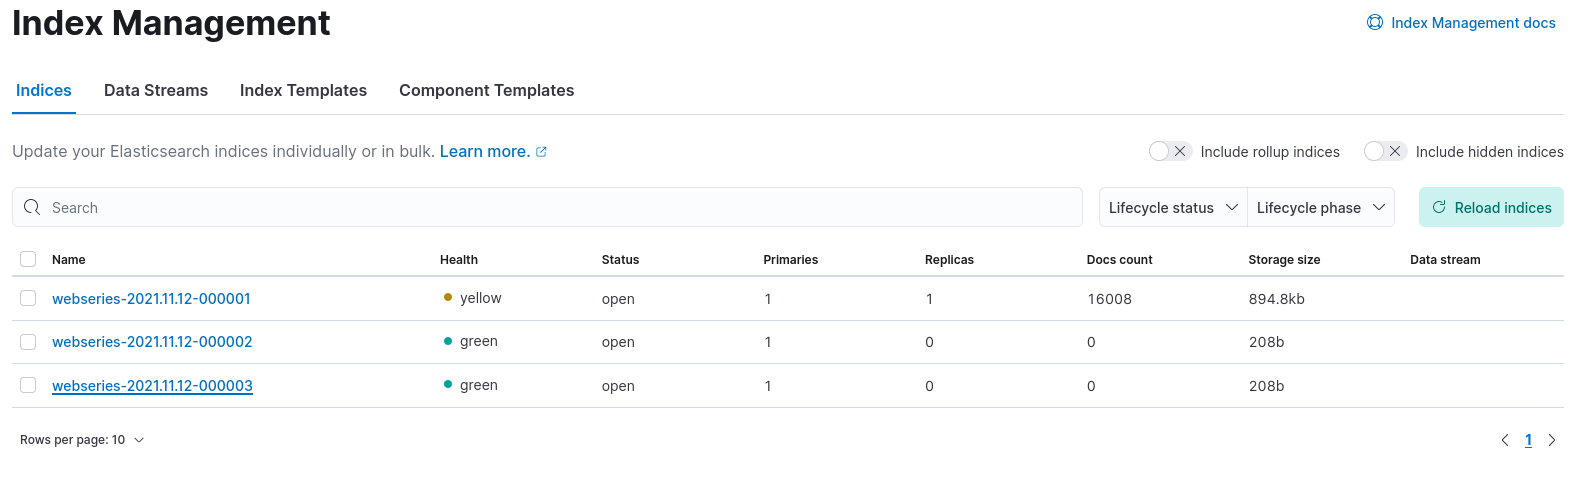 Index Management
Index Management docs
Indices Data Streams Index Templates Component Templates
Update your Elasticsearch indices individually or in bulk. Learn more.
Include rollup indices Include hidden indices
Search
Lifecycle status Lifecycle phase Reload indices
Name Health Status Primaries Replicas Docs count Storage size Data stream
webseries-2021.11.12-000001 yellow open 1 1 16008 894.8kb
webseries-2021.11.12-000002 green open 1 0 0 208b
webseries-2021.11.12-000003 green open 1 0 0 208b
Rows per page: 10
1